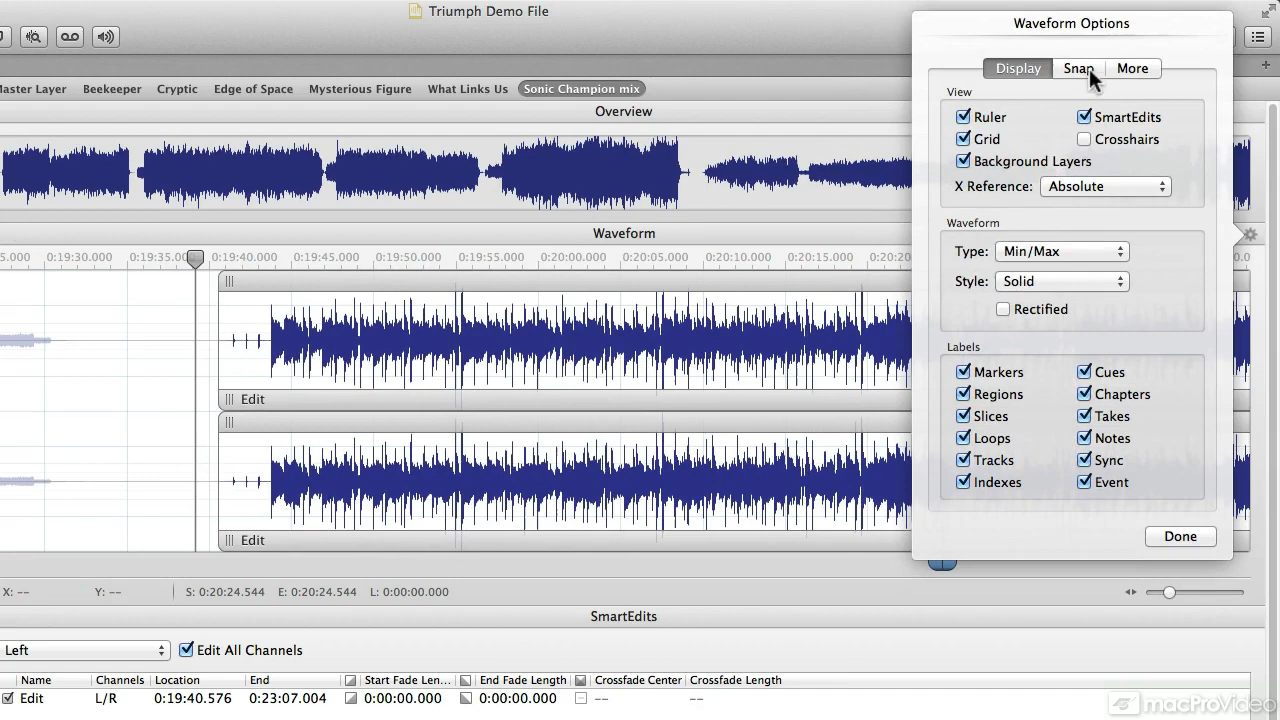 Triumph Demo File
Waveform Options
Display Snap More
aster Layer Beekeeper Cryptic Edge of Space Mysterious Figure What Links Us Sonic Champion mix
Overview
View
Ruler SmartEdits
Grid Crosshairs
Background Layers
X Reference: Absolute
Waveform
Waveform
5.000 0:19:30.000 0:19:35.00 0:19:40.000 0:19:45.000 0:19:50.000 0:19:55.000 0:20:00.000 0:20:05.000 0:20:10.000 0:20:15.000 0:20:2
Type: Min/Max
Style: Solid
Rectified
Labels
Markers Cues
Regions Chapters
Slices Takes
Loops Notes
Tracks Sync
Indexes Event
Edit
Edit
Done
X: -- Y: -- S: 0:20:24.544 E: 0:20:24.544 L: 0:00:00.000
SmartEdits
Left Edit All Channels
Name Channels Location End Start Fade Len... End Fade Length Crossfade Center Crossfade Length
Edit L/R 0:19:40.576 0:23:07.004 0:00:00.000 0:00:00.000 -- --
macProVideo